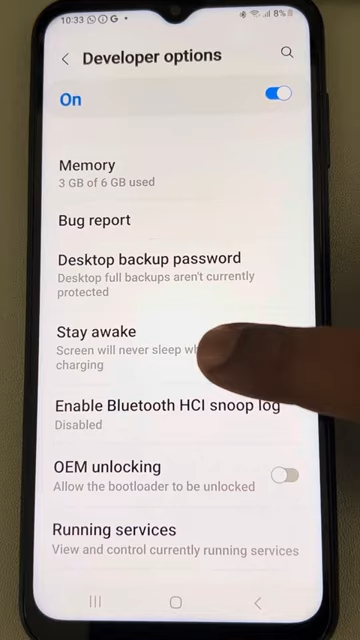 10:33 G
8%
Developer options
On
Memory
3 GB of 6 GB used
Bug report
Desktop backup password
Desktop full backups aren't currently
protected
Stay awake
Screen will never sleep
charging
Enable Bluetooth HCI snoop log
Disabled
OEM unlocking
Allow the bootloader to be unlocked
Running services
View and control currently running services